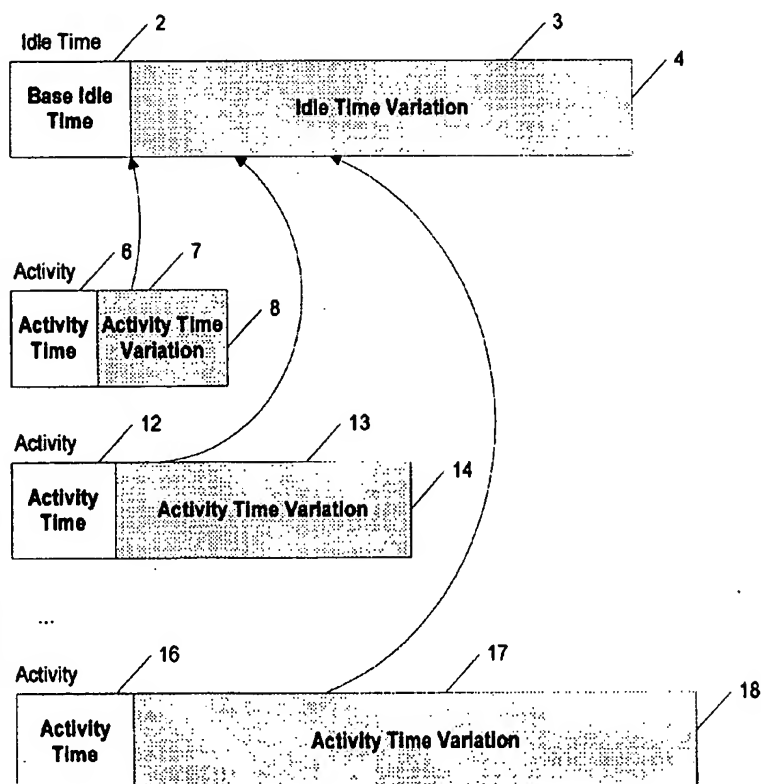 2
3
Idle Time
4
Base Idle
Time
Idle Time Variation
6
7
Activity
8
Activity
Time
Activity Time
Variation
12
13
Activity
14
Activity
Time
Activity Time Variation
...
16
17
Activity
18
Activity
Time
Activity Time Variation